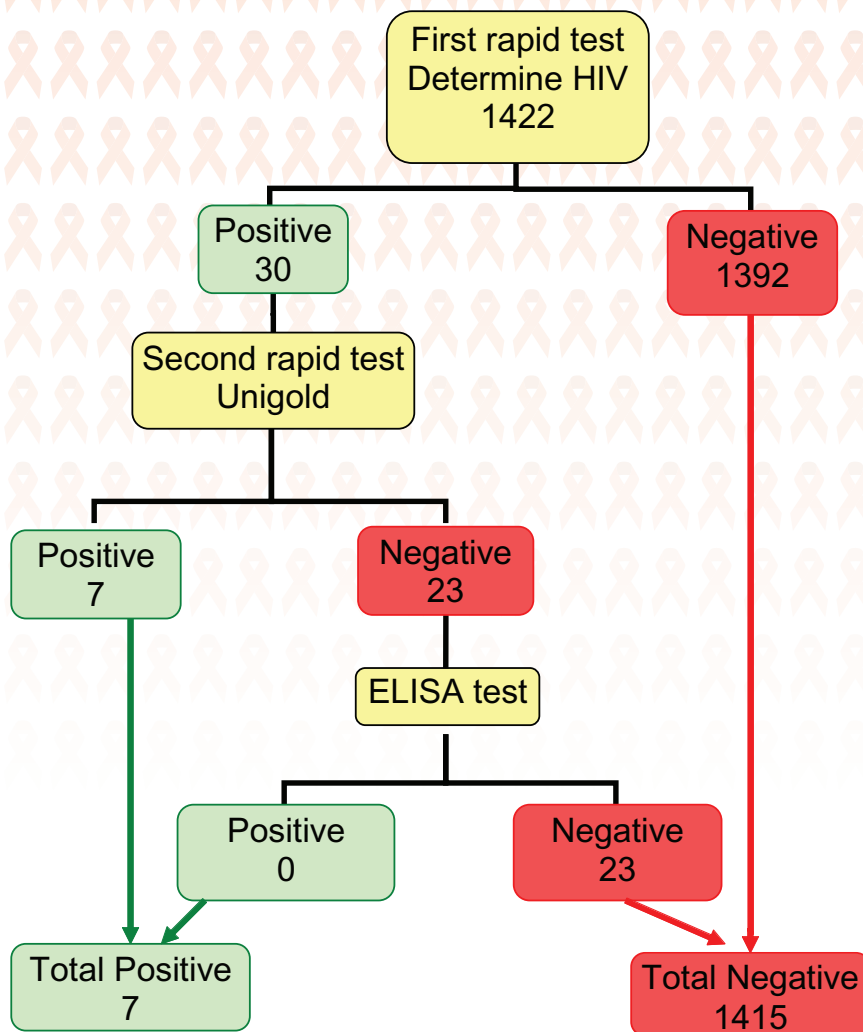 First rapid test
Determine HIV
1422
Positive
30
Negative
1392
Second rapid test
Unigold
Positive
7
Negative
23
ELISA test
Positive
0
Negative
23
Total Positive
7
Total Negative
1415